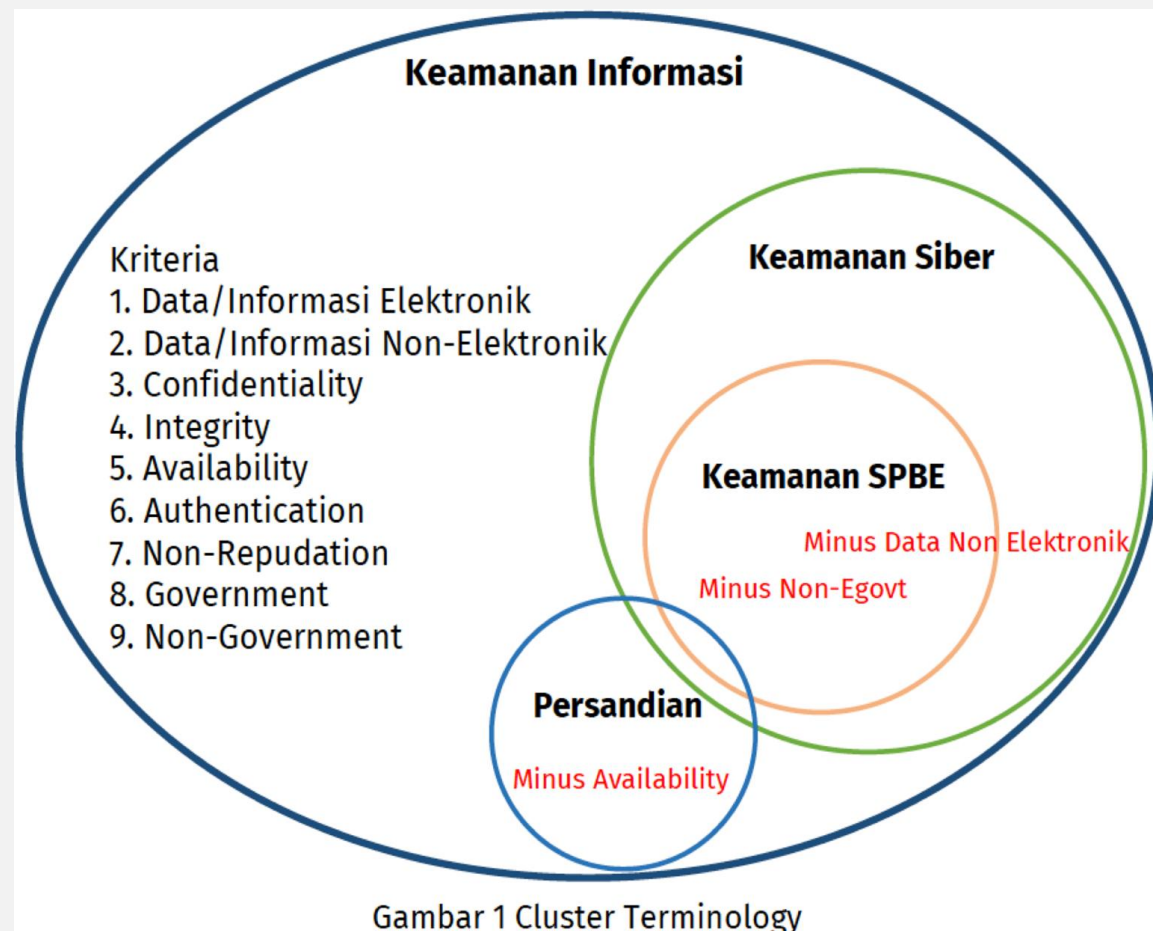 Keamanan Informasi
Kriteria
1. Data/Informasi Elektronik
2. Data/Informasi Non-Elektronik
3. Confidentiality
4. Integrity
5. Availability
6. Authentication
7. Non-Repudation
8. Government
9. Non-Government
Keamanan Siber
Keamanan SPBE
Minus Data Non Elektronik
Minus Non-Egovt
Persandian
Minus Availability
Gambar 1 Cluster Terminology